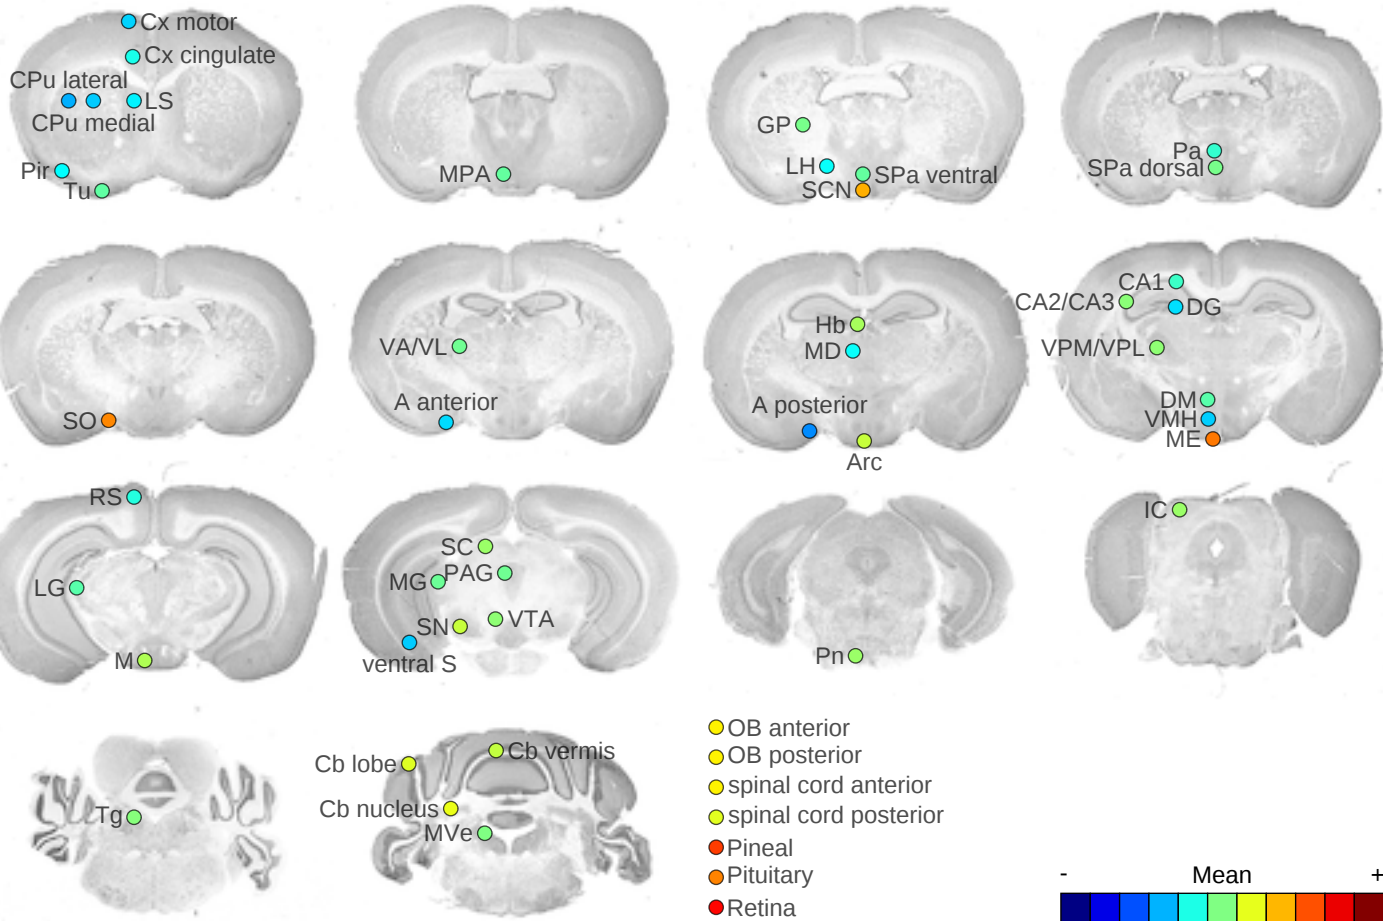 Cx motor
Cx cingulate
CPu lateral
LS
CPu medial
Pir
Tu
MPA
GP
LH
SPa ventral
SCN
Pa
SPa dorsal
SO
VA/VL
A anterior
Hb
MD
A posterior
Arc
CA1
CA2/CA3
DG
VPM/VPL
DM
VMH
ME
RS
LG
M
SC
MG
PAG
SN
VTA
ventral S
Pn
IC
Tg
Cb lobe
Cb vermis
Cb nucleus
MVe
OB anterior
OB posterior
spinal cord anterior
spinal cord posterior
Pineal
Pituitary
Retina
- Mean +